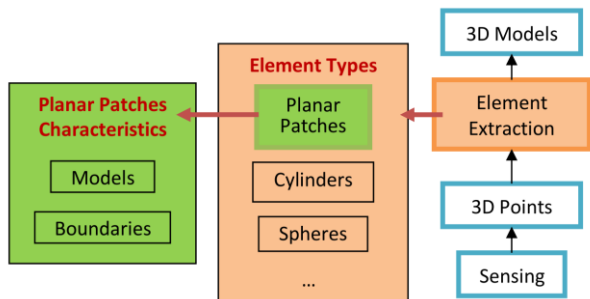 Planar Patches
Characteristics
Models
Boundaries
Element Types
Planar
Patches
Cylinders
Spheres
...
3D Models
Element
Extraction
3D Points
Sensing